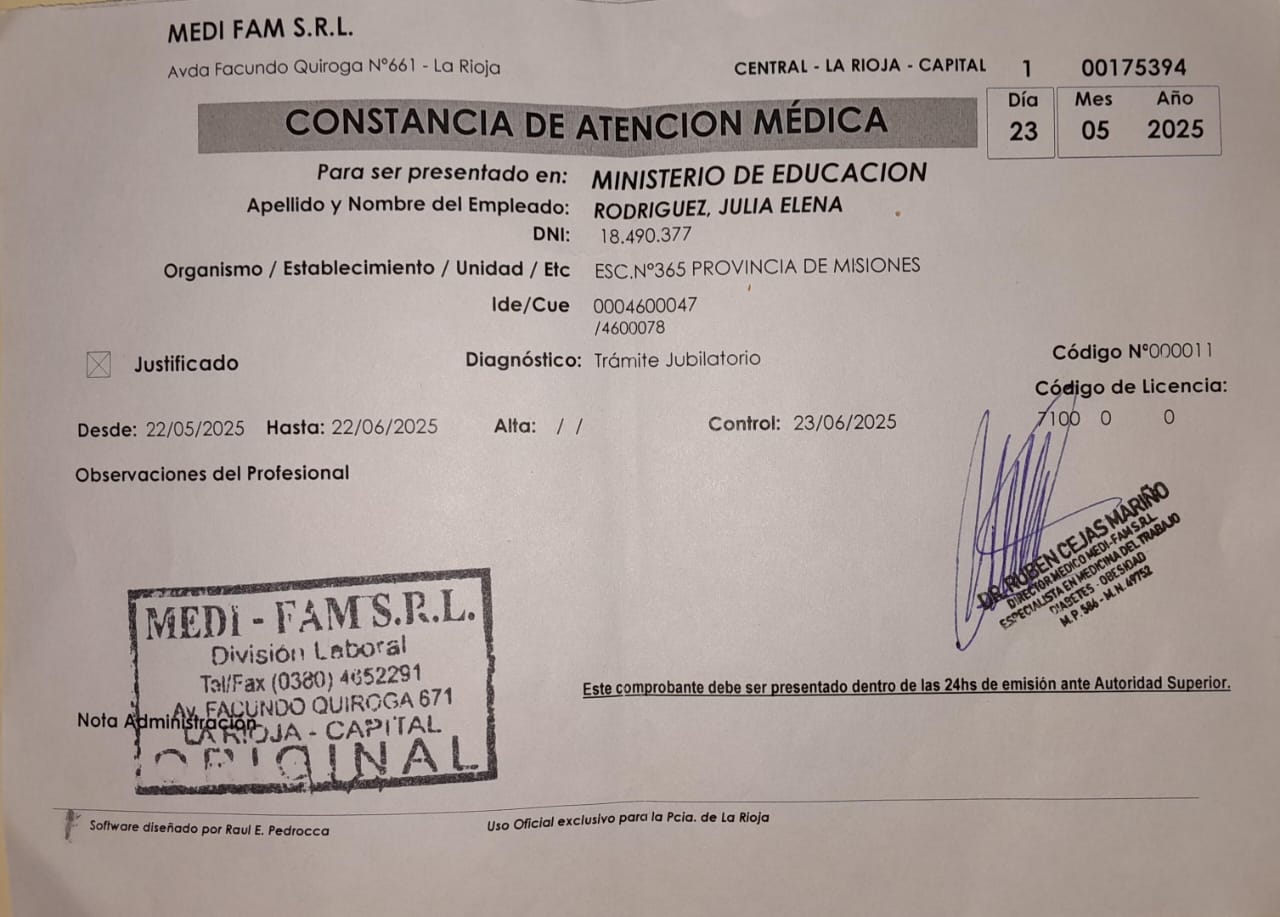 MEDI FAM S.R.L.
Avda Facundo Quiroga Nº661 - La Rioja
CENTRAL - LA RIOJA - CAPITAL 1 00175394
CONSTANCIA DE ATENCION MÉDICA
Día Mes Año
23 05 2025
Para ser presentado en: MINISTERIO DE EDUCACION
Apellido y Nombre del Empleado: RODRIGUEZ, JULIA ELENA
DNI: 18.490.377
Organismo / Establecimiento / Unidad / Etc ESC.Nº365 PROVINCIA DE MISIONES
Ide/Cue 0004600047
/4600078
Justificado Diagnóstico: Trámite Jubilatorio Código Nº000011
Código de Licencia:
7100 0 0
Desde: 22/05/2025 Hasta: 22/06/2025 Alta: / / Control: 23/06/2025
Observaciones del Profesional
DR. RUBEN CEJAS MARIÑO
DIRECTOR MEDICO MEDI-FAM S.R.L.
ESPECIALISTA EN MEDICINA DEL TRABAJO
DIABETES - OBESIDAD
M.P. 586 - M.N. 49752
MEDI - FAM S.R.L.
División Laboral
Tel/Fax (0380) 4652291
Av. FACUNDO QUIROGA 671
LA RIOJA - CAPITAL
ORIGINAL
Este comprobante debe ser presentado dentro de las 24hs de emisión ante Autoridad Superior.
Nota Administración
Software diseñado por Raul E. Pedrocca
Uso Oficial exclusivo para la Pcia. de La Rioja